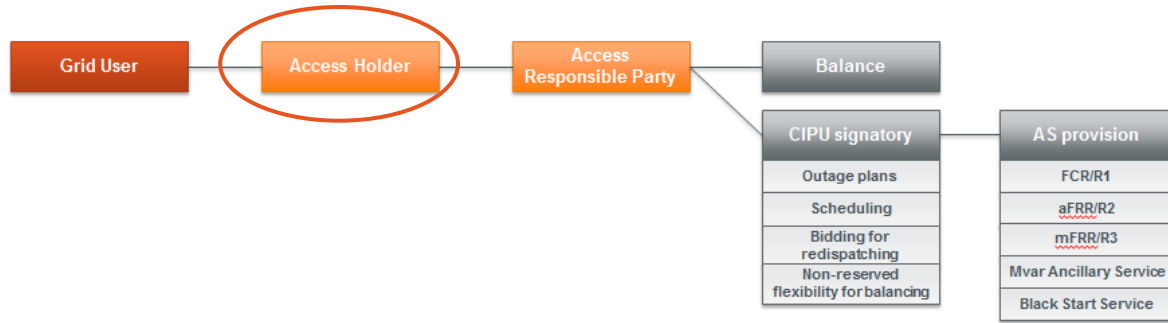 Grid User
Access Holder
Access
Responsible Party
Balance
CIPU signatory
Outage plans
Scheduling
Bidding for
redispatching
Non-reserved
flexibility for balancing
AS provision
FCR/R1
aFRR/R2
mFRR/R3
Mvar Ancillary Service
Black Start Service